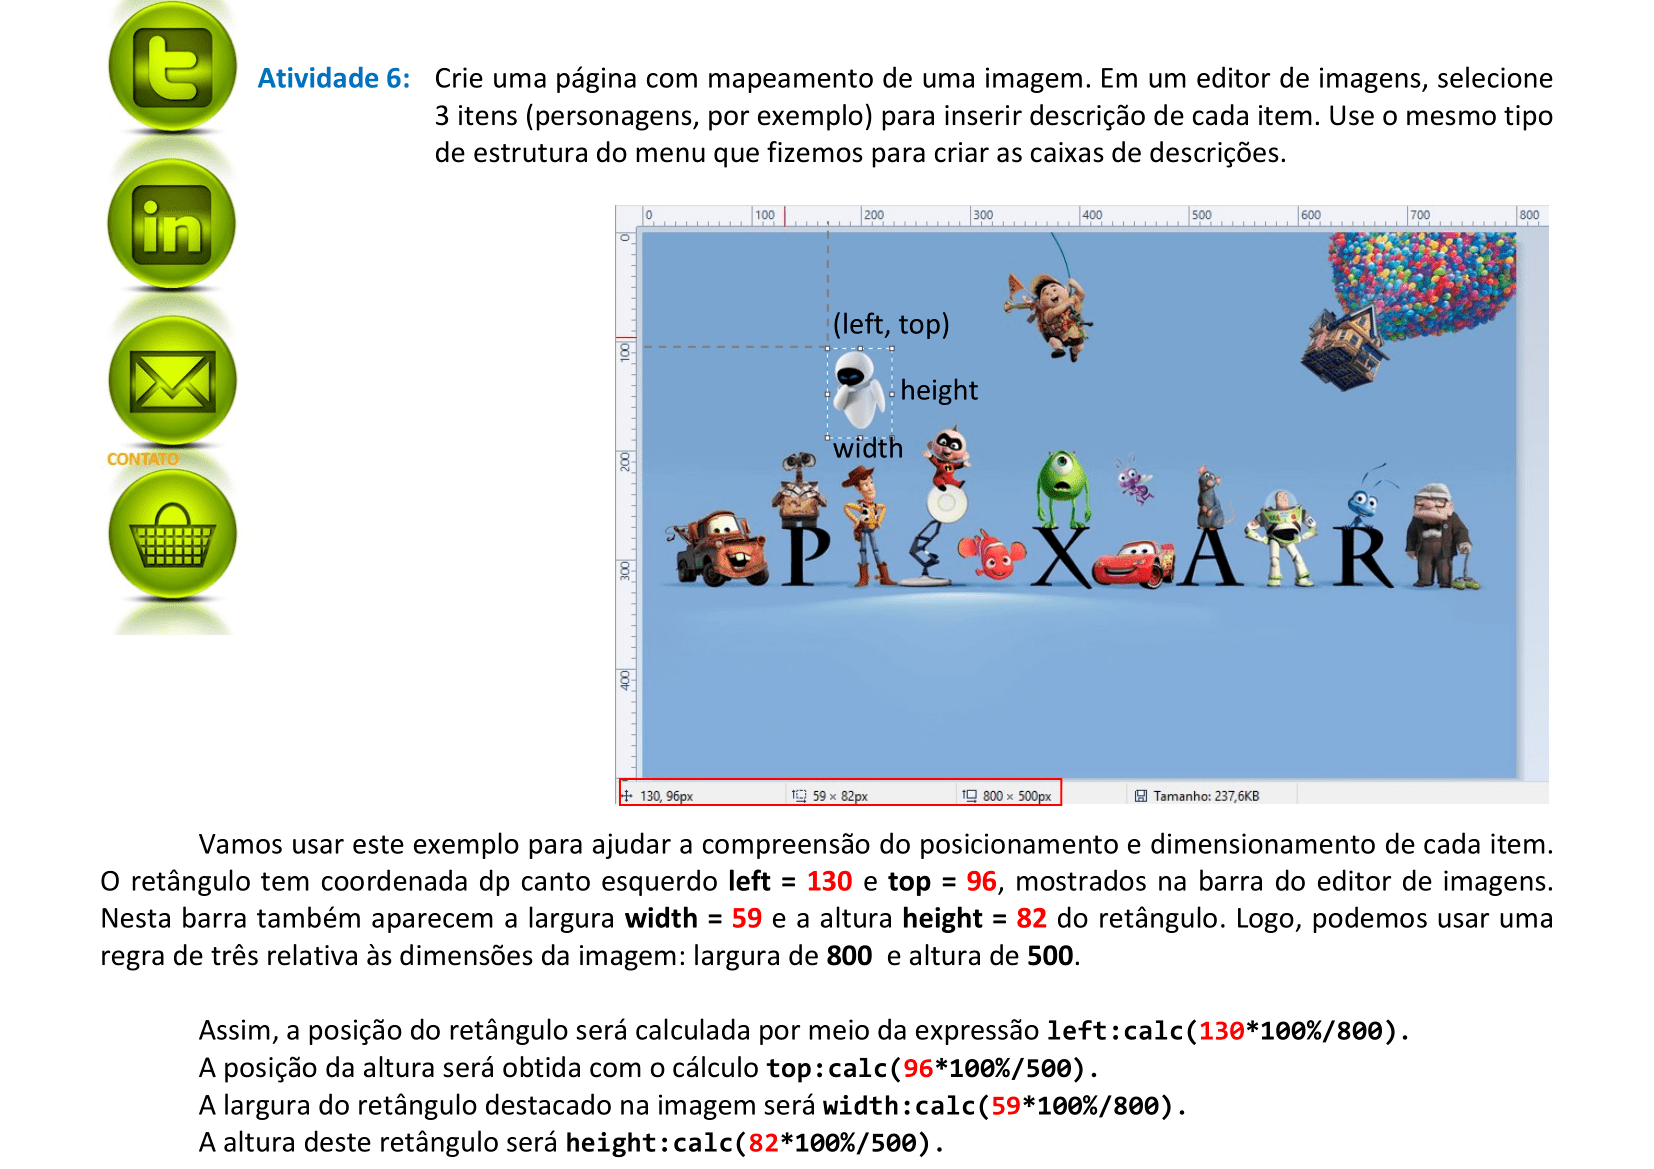 Atividade 6: Crie uma página com mapeamento de uma imagem. Em um editor de imagens, selecione
3 itens (personagens, por exemplo) para inserir descrição de cada item. Use o mesmo tipo
de estrutura do menu que fizemos para criar as caixas de descrições.
t
in
CONTATO
0 100 200 300 400 500 600 700 800
0
100
200
300
400
(left, top)
height
width
P I X A R
130, 96px 59 × 82px 800 × 500px Tamanho: 237,6KB
Vamos usar este exemplo para ajudar a compreensão do posicionamento e dimensionamento de cada item.
O retângulo tem coordenada dp canto esquerdo left = 130 e top = 96, mostrados na barra do editor de imagens.
Nesta barra também aparecem a largura width = 59 e a altura height = 82 do retângulo. Logo, podemos usar uma
regra de três relativa às dimensões da imagem: largura de 800 e altura de 500.
Assim, a posição do retângulo será calculada por meio da expressão left:calc(130*100%/800).
A posição da altura será obtida com o cálculo top:calc(96*100%/500).
A largura do retângulo destacado na imagem será width:calc(59*100%/800).
A altura deste retângulo será height:calc(82*100%/500).